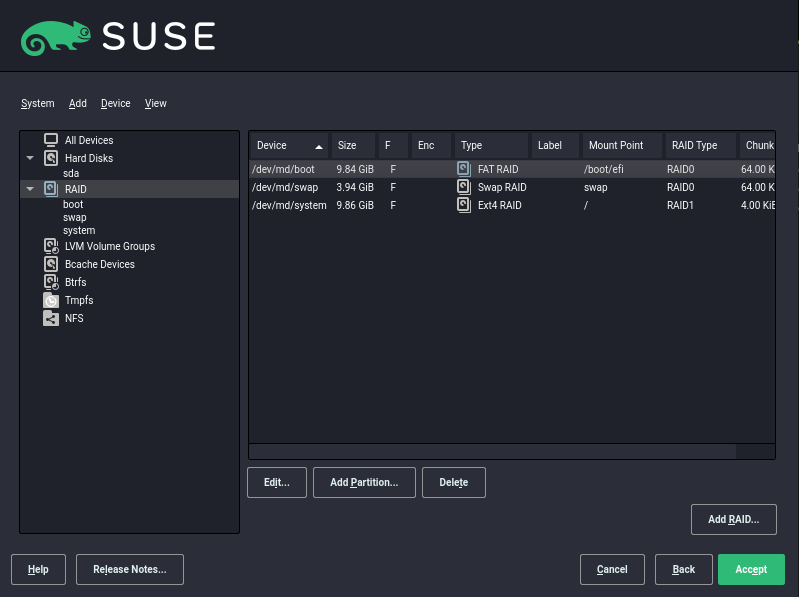 SUSE
System Add Device View
All Devices
Hard Disks
sda
RAID
boot
swap
system
LVM Volume Groups
Bcache Devices
Btrfs
Tmpfs
NFS
Device Size F Enc Type Label Mount Point RAID Type Chunk
/dev/md/boot 9.84 GiB F FAT RAID /boot/efi RAID0 64.00 K
/dev/md/swap 3.94 GiB F Swap RAID swap RAID0 64.00 K
/dev/md/system 9.86 GiB F Ext4 RAID / RAID1 4.00 KiB
Edit... Add Partition... Delete
Add RAID...
Help Release Notes... Cancel Back Accept